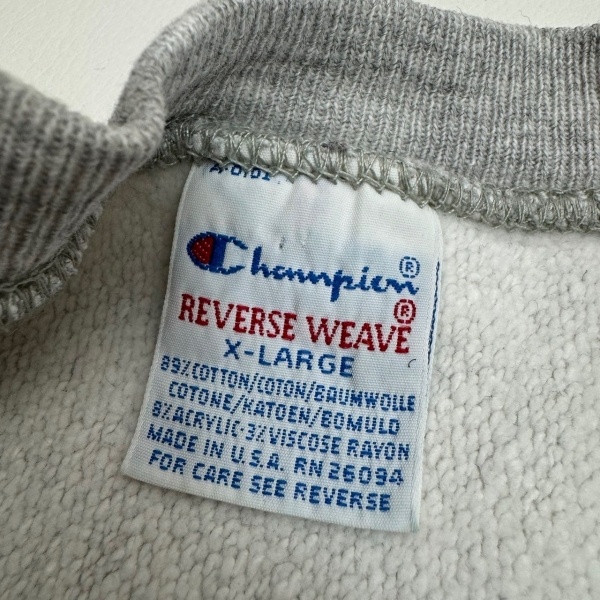 Champion®
REVERSE WEAVE®
X-LARGE
89%COTTON/COTON/BAUMWOLLE
COTONE/KATOEN/BOMULD
8%ACRYLIC-3%VISCOSE RAYON
MADE IN U.S.A. RN 26094
FOR CARE SEE REVERSE